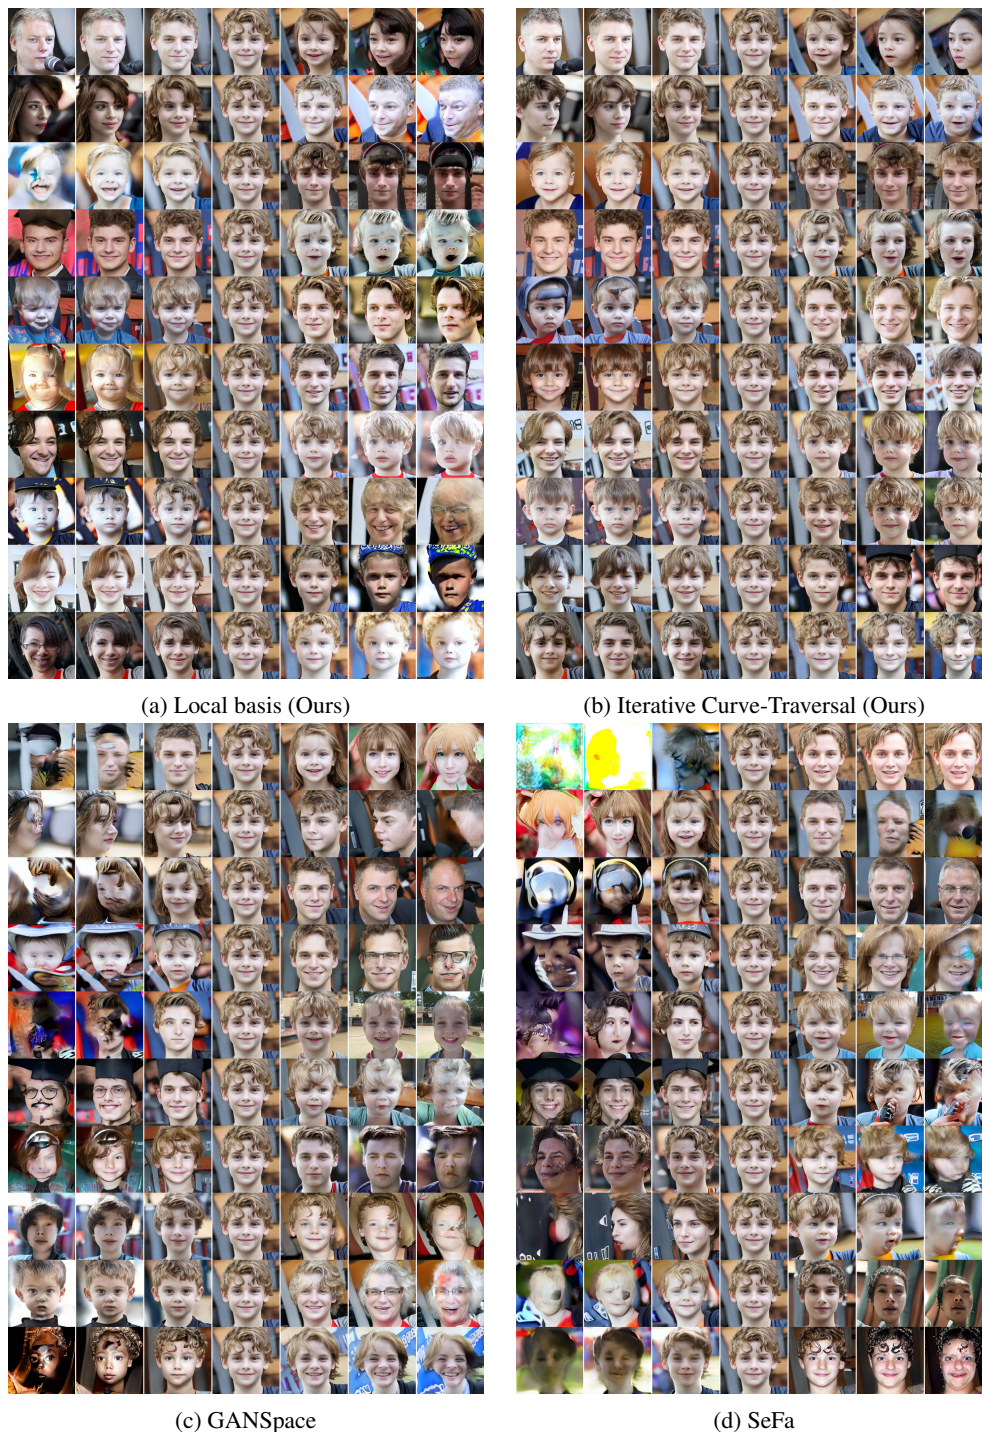 (a) Local basis (Ours)
(b) Iterative Curve-Traversal (Ours)
(c) GANSpace
(d) SeFa